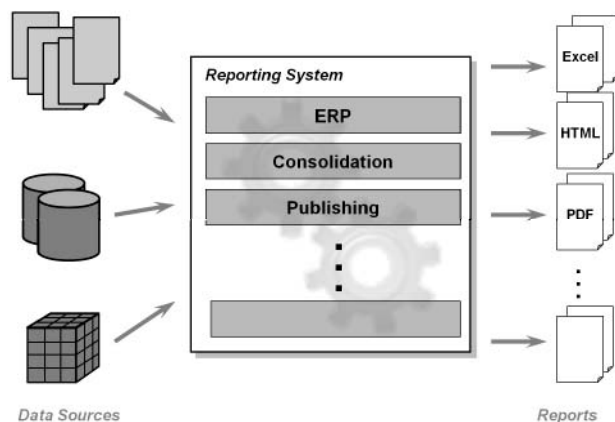 Reporting System
ERP
Consolidation
Publishing
Excel
HTML
PDF
Data Sources
Reports